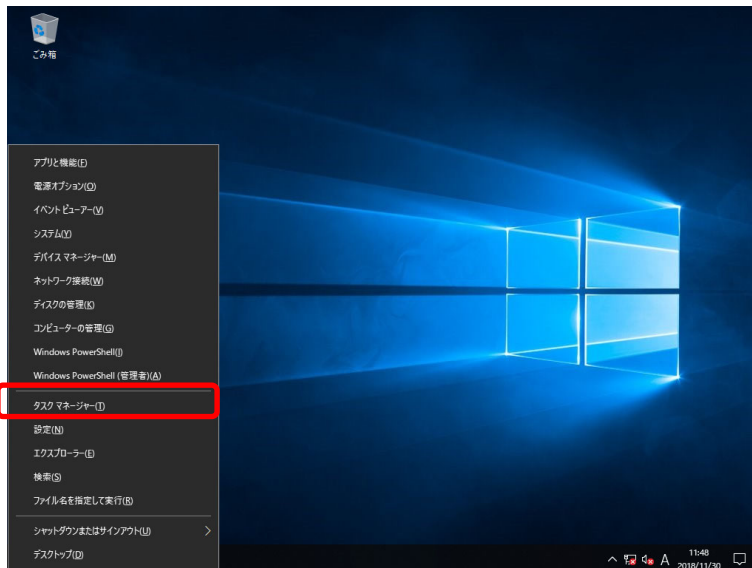 ごみ箱
アプリと機能(F)
電源オプション(O)
イベント ビューアー(V)
システム(Y)
デバイス マネージャー(M)
ネットワーク接続(W)
ディスクの管理(K)
コンピューターの管理(G)
Windows PowerShell(I)
Windows PowerShell (管理者)(A)
タスク マネージャー(T)
設定(N)
エクスプローラー(E)
検索(S)
ファイル名を指定して実行(R)
シャットダウンまたはサインアウト(U)
デスクトップ(D)
A
11:48
2018/11/30